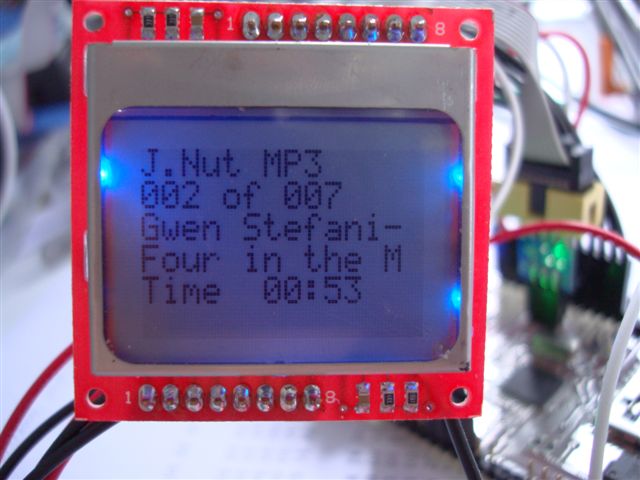 1 8
J.Nut MP3
002 of 007
Gwen Stefani-
Four in the M
Time 00:53
1 8